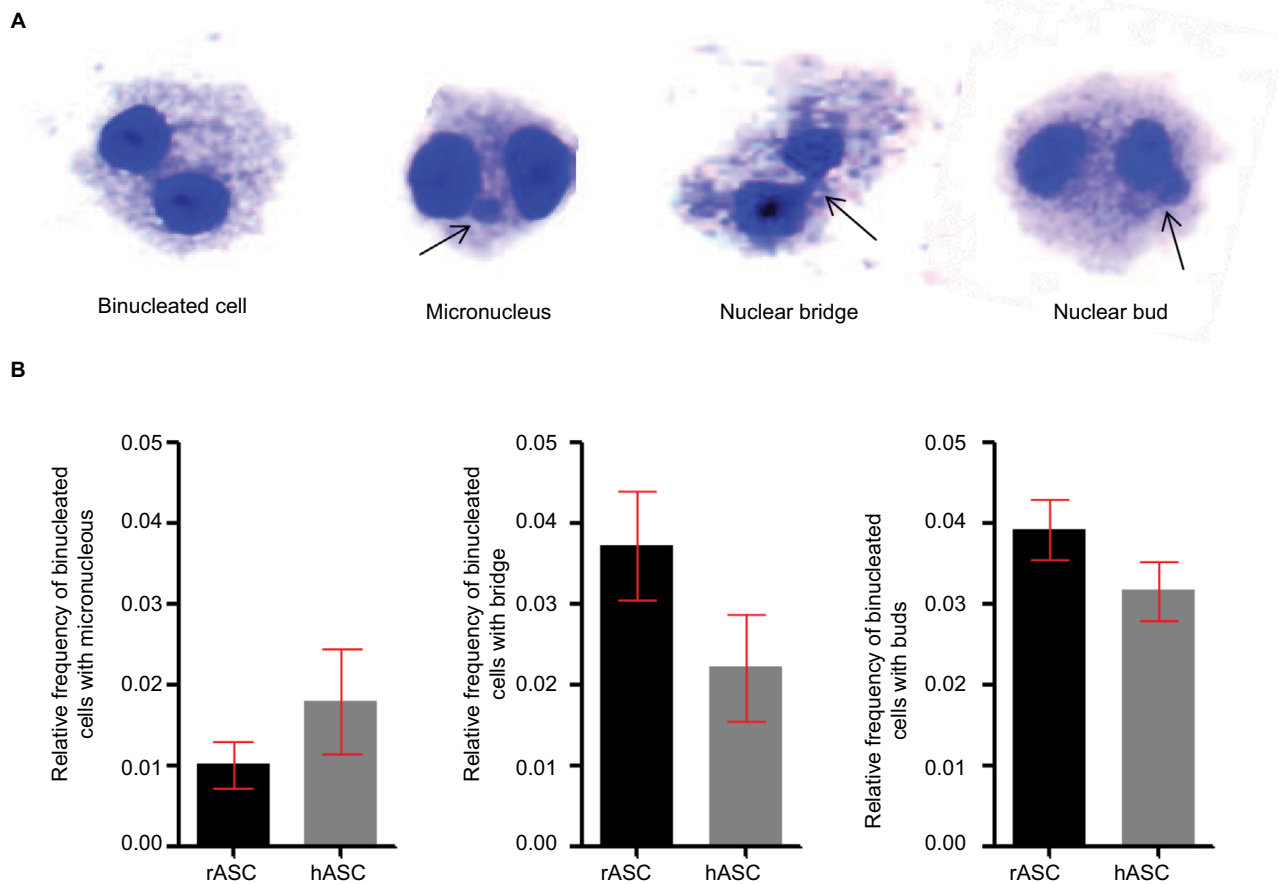 A
Binucleated cell
Micronucleus
Nuclear bridge
Nuclear bud
B
Relative frequency of binucleated
cells with micronucleous
0.05
0.04
0.03
0.02
0.01
0.00
rASC
hASC
Relative frequency of binucleated
cells with bridge
0.05
0.04
0.03
0.02
0.01
0.00
rASC
hASC
Relative frequency of binucleated
cells with buds
0.05
0.04
0.03
0.02
0.01
0.00
rASC
hASC